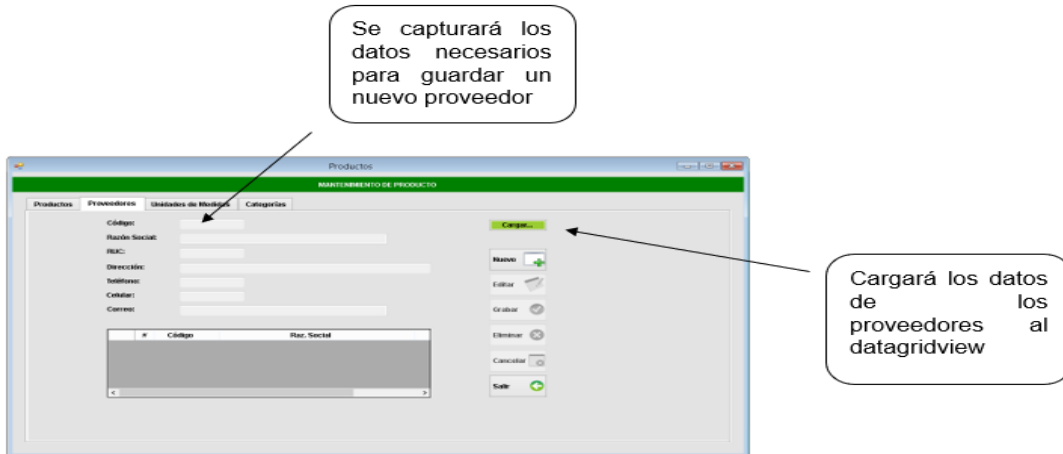 Se capturará los
datos necesarios
para guardar un
nuevo proveedor
Productos
MANTENIMIENTO DE PRODUCTO
Productos Proveedores Unidades de Medidas Categorías
Código:
Cargar...
Razón Social:
RUC:
Nuevo
Dirección:
Teléfono:
Editar
Celular:
Correo:
Grabar
# Código Raz. Social
Eliminar
Cancelar
Salir
Cargará los datos
de los
proveedores al
datagridview